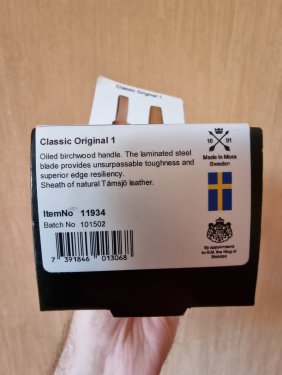 Classic Original 1
Classic Original 1
Oiled birchwood handle. The laminated steel
blade provides unsurpassable toughness and
superior edge resiliency.
Sheath of natural Tärnsjö leather.
ItemNo 11934
Batch No 101502
7 391846 013068
18 91
Made in Mora
Sweden
By appointment
to H.M. the King of
Sweden